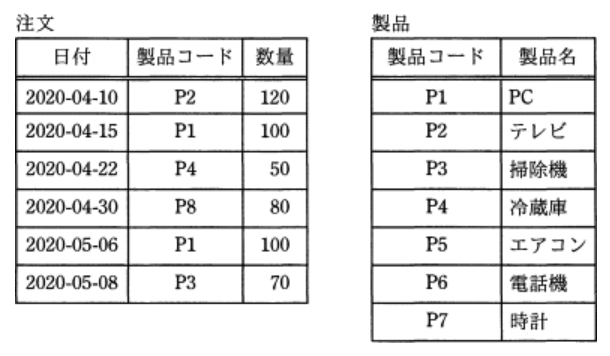 注文
日付 製品コード 数量
2020-04-10 P2 120
2020-04-15 P1 100
2020-04-22 P4 50
2020-04-30 P8 80
2020-05-06 P1 100
2020-05-08 P3 70
製品
製品コード 製品名
P1 PC
P2 テレビ
P3 掃除機
P4 冷蔵庫
P5 エアコン
P6 電話機
P7 時計